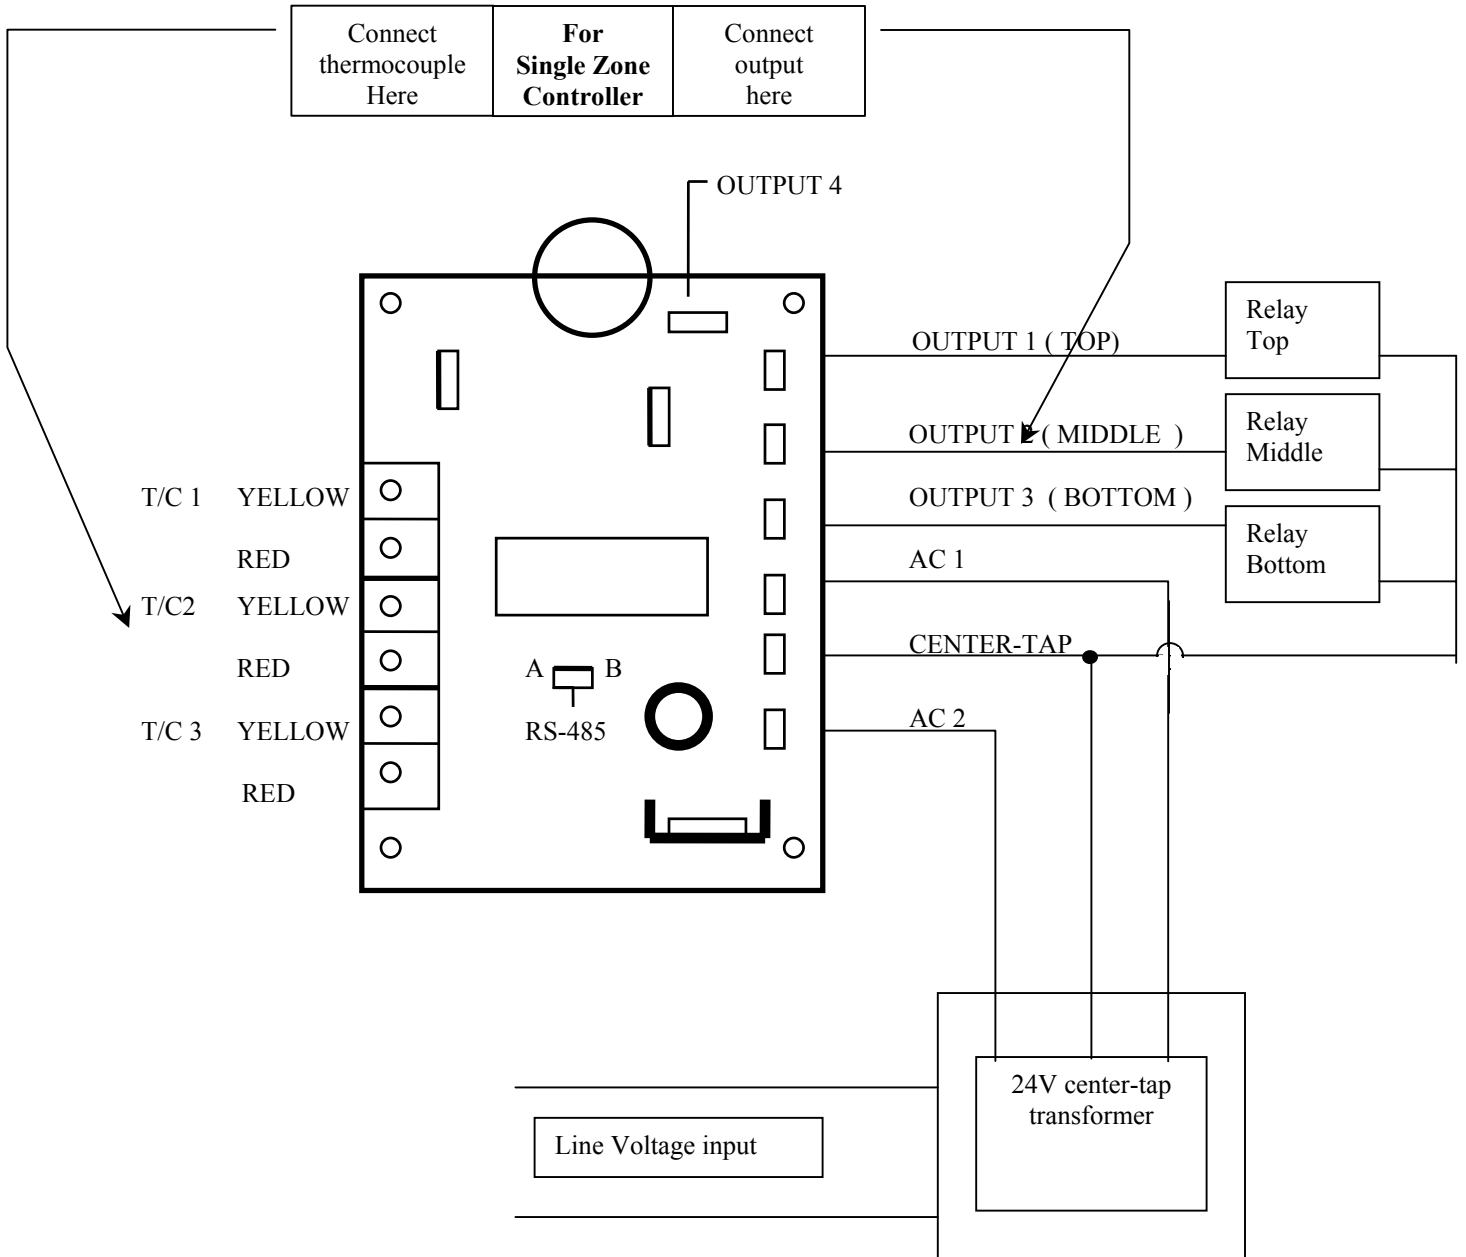 Connect
thermocouple
Here
For
Single Zone
Controller
Connect
output
here
OUTPUT 4
OUTPUT 1 ( TOP)
Relay
Top
OUTPUT 2 ( MIDDLE )
Relay
Middle
T/C 1 YELLOW
OUTPUT 3 ( BOTTOM )
RED
Relay
Bottom
AC 1
T/C2 YELLOW
CENTER-TAP
RED
A B
RS-485
T/C 3 YELLOW
AC 2
RED
24V center-tap
transformer
Line Voltage input